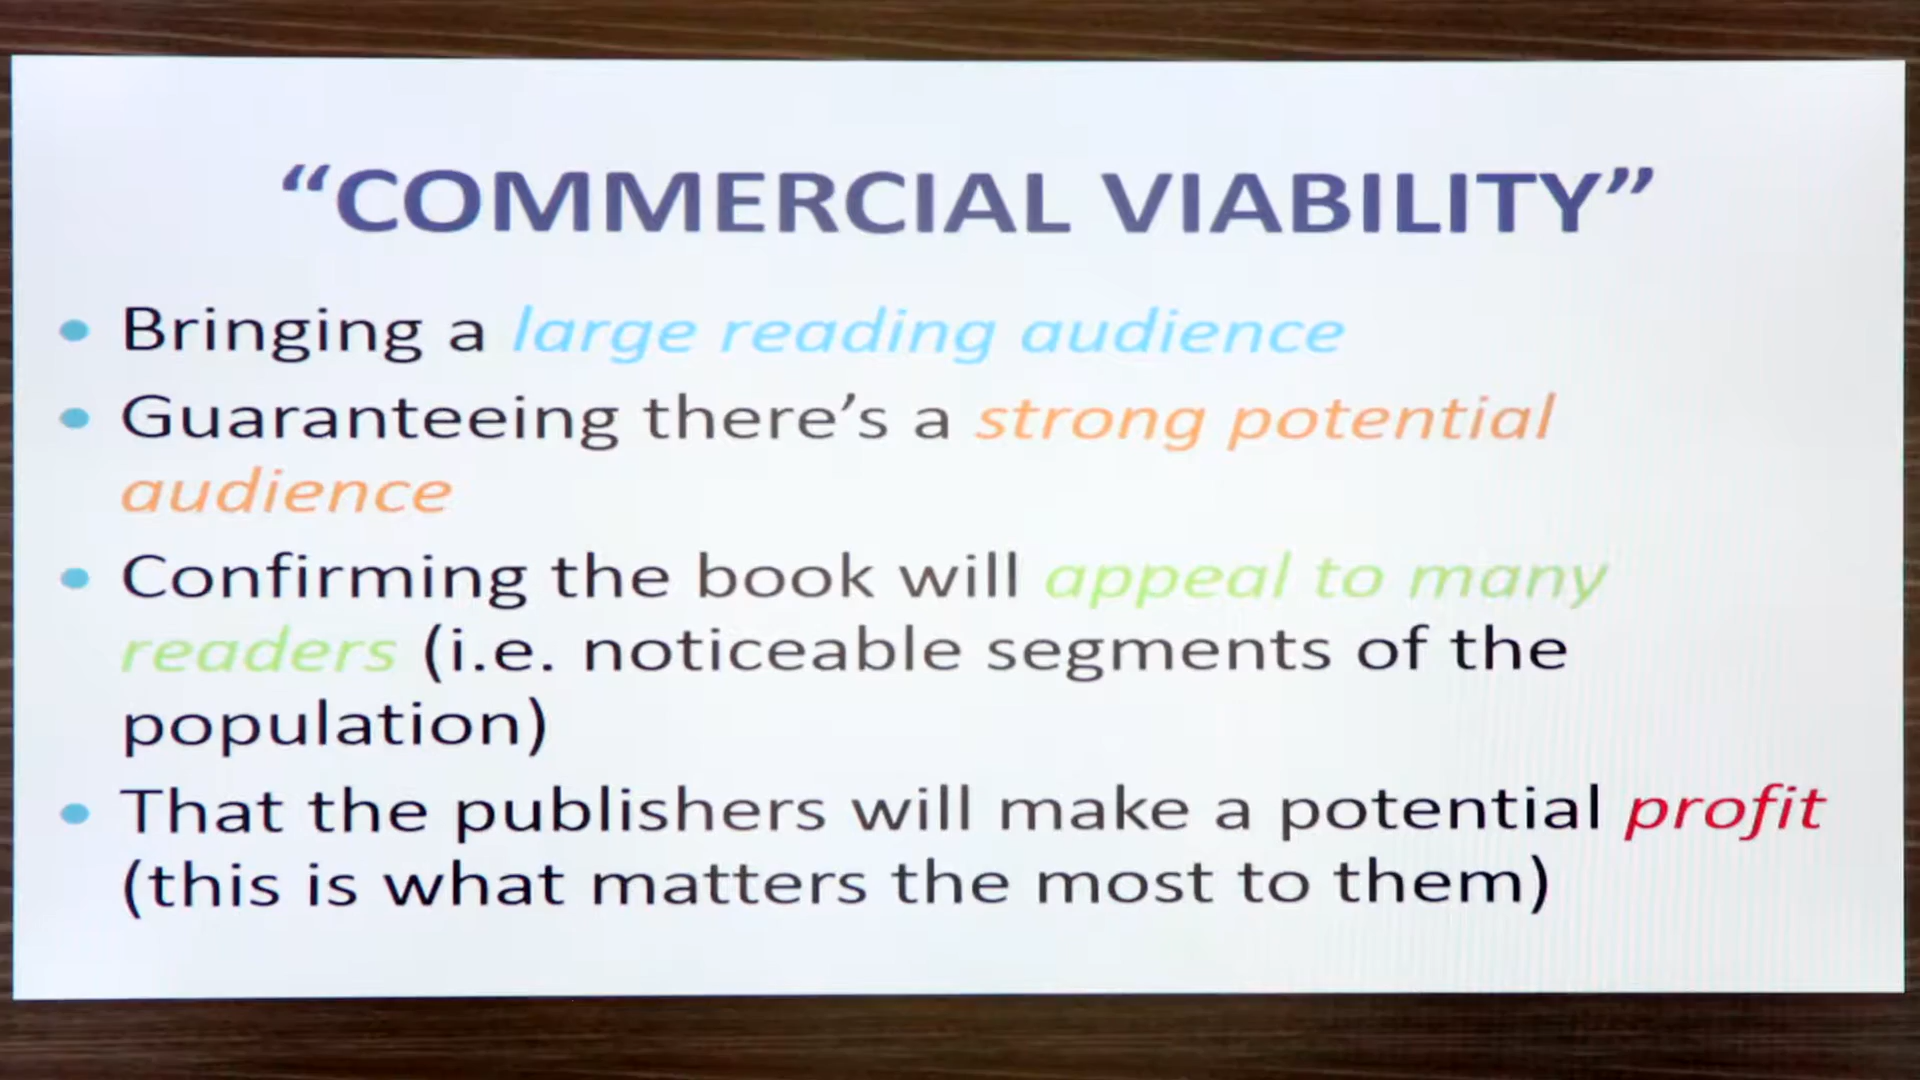 “COMMERCIAL VIABILITY”
• Bringing a large reading audience
• Guaranteeing there’s a strong potential
audience
• Confirming the book will appeal to many
readers (i.e. noticeable segments of the
population)
• That the publishers will make a potential profit
(this is what matters the most to them)